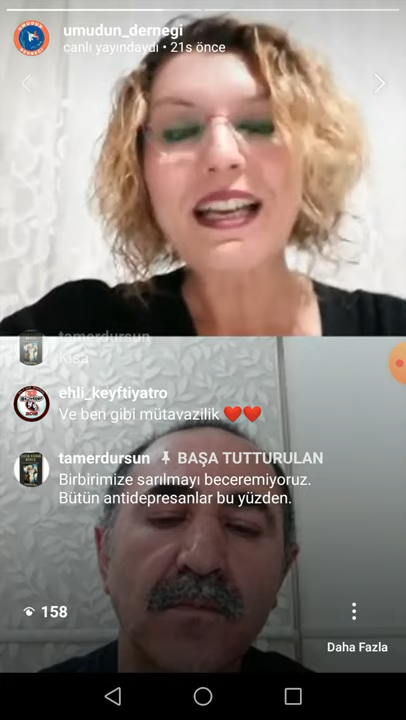 umudun_dernegi
canlı yayındaydı • 21s önce
tamerdursun
Kısa
ehli_keyftiyatro
Ve ben gibi mütavazilik ❤️❤️
tamerdursun BAŞA TUTTURULAN
Birbirimize sarılmayı beceremiyoruz.
Bütün antidepresanlar bu yüzden.
158
Daha Fazla